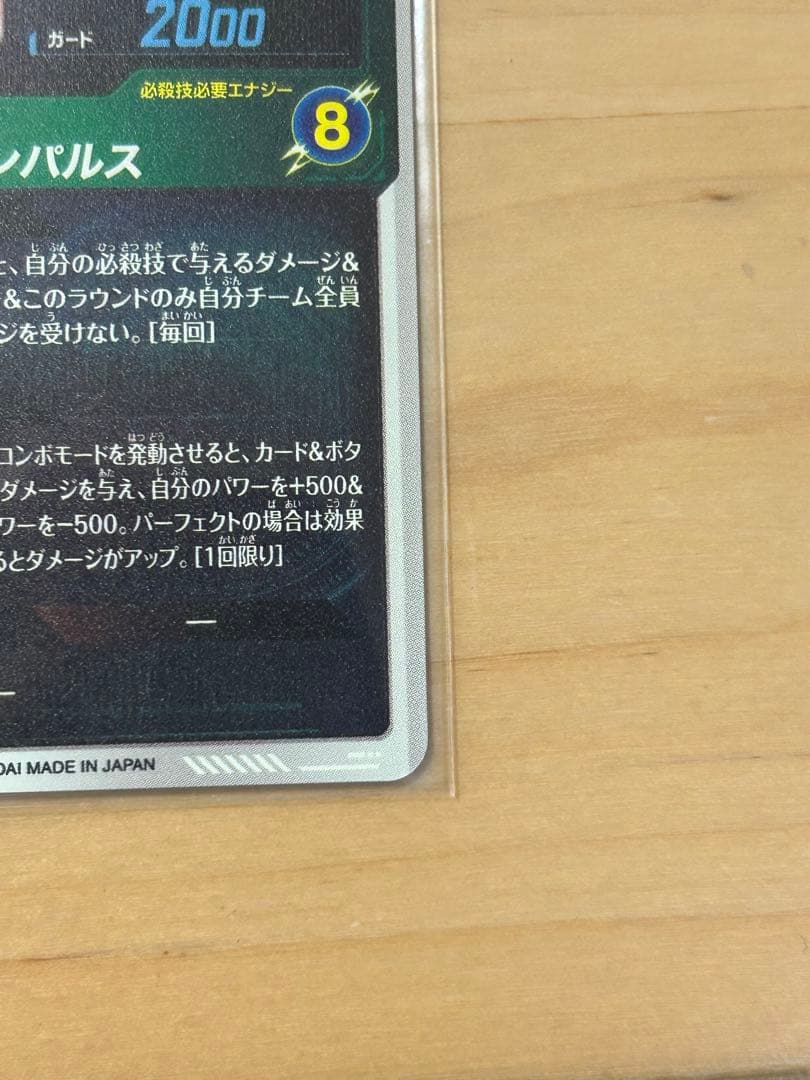 ガード 2000
必殺技必要エナジー
8
ンパルス
と、自分の必殺技で与えるダメージ&
&このラウンドのみ自分チーム全員
ジを受けない。[毎回]
コンボモードを発動させると、カード&ボタ
ダメージを与え、自分のパワーを+500&
ワーを−500。パーフェクトの場合は効果
るとダメージがアップ。[1回限り]
—
—
DAI MADE IN JAPAN